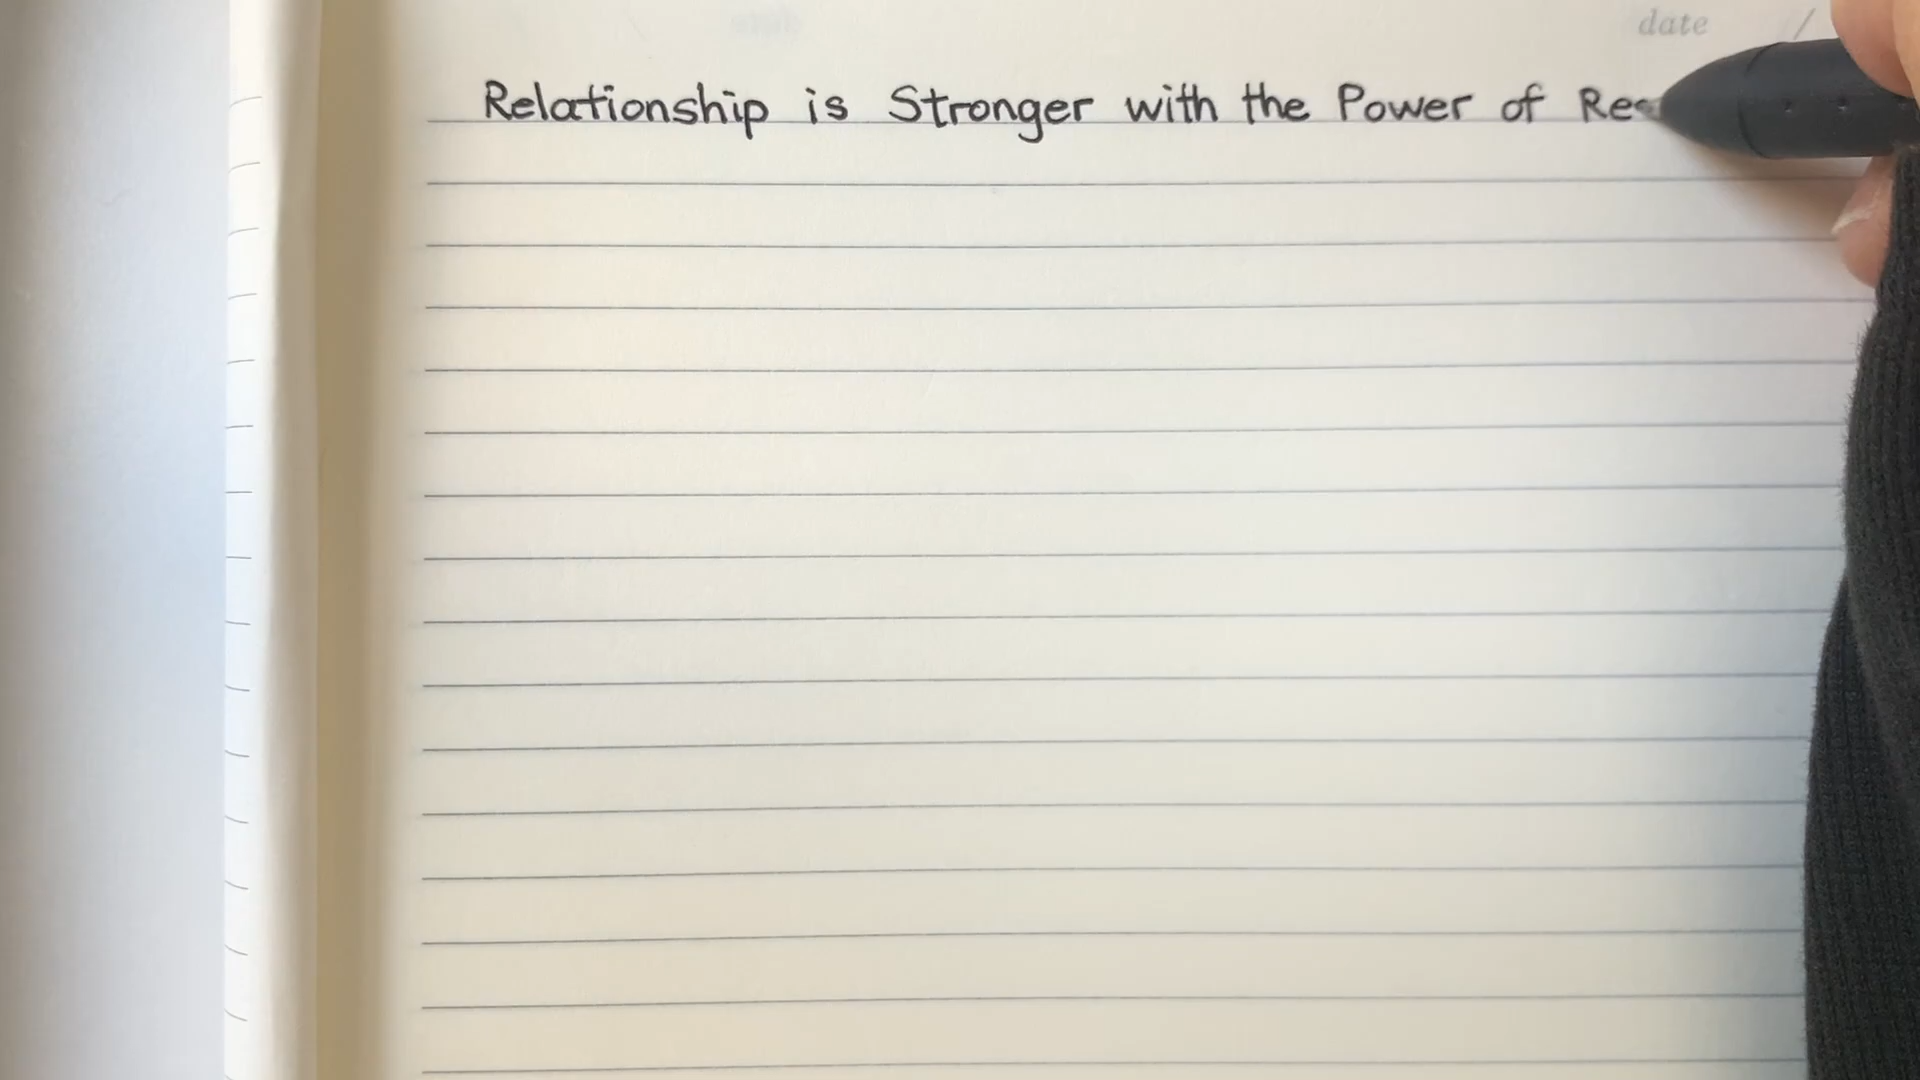 date /
Relationship is Stronger with the Power of